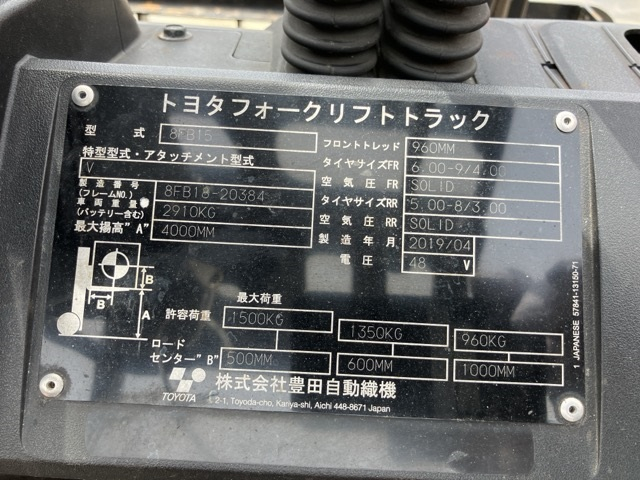 トヨタフォークリフトトラック
型 式 8FB15
特型型式・アタッチメント型式
V
製造番号
(フレームNO.) 8FB18-20384
車両重量
(バッテリー含む) 2910KG
最大揚高"A" 4000MM
フロントトレッド 960MM
タイヤサイズFR 6.00-9/4.00
空気圧FR SOLID
タイヤサイズRR 5.00-8/3.00
空気圧RR SOLID
製造年月 2019/04
電圧 48 V
B
B
A
最大荷重
許容荷重 1500KG 1350KG 960KG
ロード
センター"B" 500MM 600MM 1000MM
TOYOTA
株式会社豊田自動織機
2-1, Toyoda-cho, Kariya-shi, Aichi 448-8671 Japan
1 JAPANESE 57841-13150-71